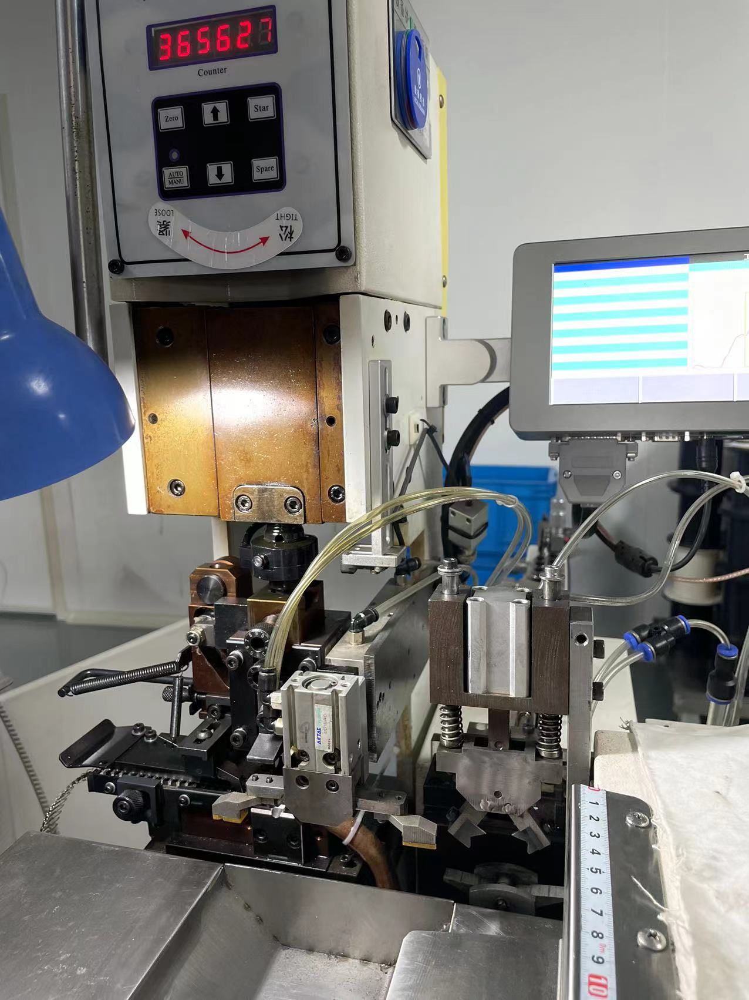 365627
Counter
Zero
Star
AUTO
MANU
Spare
LOOSE
TIGHT
松
AirTAC
MODEL
1
2
3
4
5
6
7
8
9
10